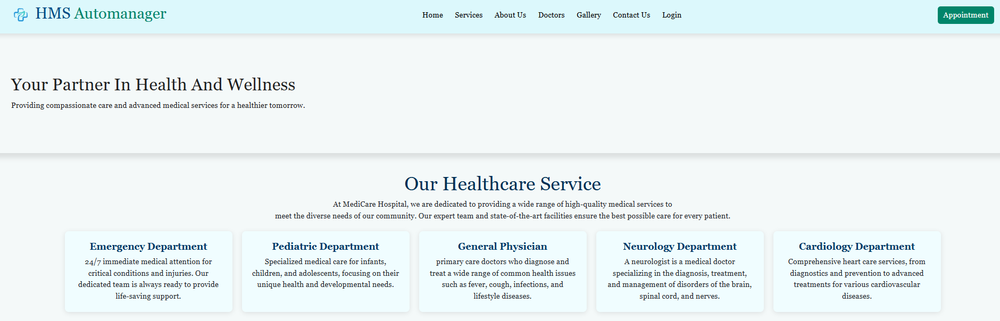 HMS Automanager
Home Services About Us Doctors Gallery Contact Us Login
Appointment
Your Partner In Health And Wellness
Providing compassionate care and advanced medical services for a healthier tomorrow.
Our Healthcare Service
At MediCare Hospital, we are dedicated to providing a wide range of high-quality medical services to
meet the diverse needs of our community. Our expert team and state-of-the-art facilities ensure the best possible care for every patient.
Emergency Department
24/7 immediate medical attention for
critical conditions and injuries. Our
dedicated team is always ready to provide
life-saving support.
Pediatric Department
Specialized medical care for infants,
children, and adolescents, focusing on their
unique health and developmental needs.
General Physician
primary care doctors who diagnose and
treat a wide range of common health issues
such as fever, cough, infections, and
lifestyle diseases.
Neurology Department
A neurologist is a medical doctor
specializing in the diagnosis, treatment,
and management of disorders of the brain,
spinal cord, and nerves.
Cardiology Department
Comprehensive heart care services, from
diagnostics and prevention to advanced
treatments for various cardiovascular
diseases.